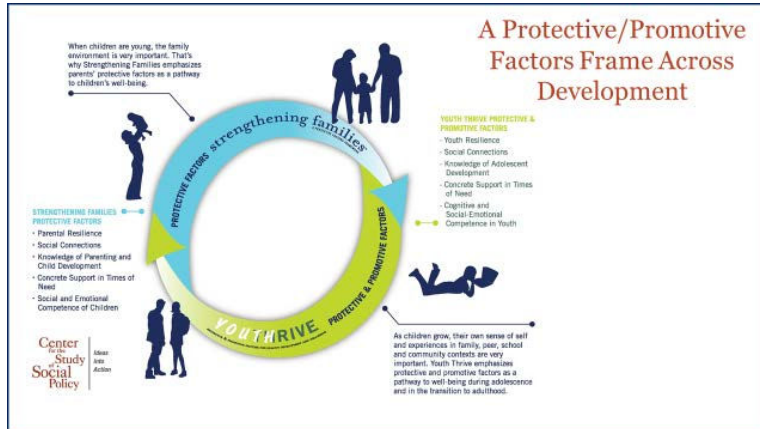 A Protective/Promotive
Factors Frame Across
Development
When children are young, the family
environment is very important. That's
why Strengthening Families emphasizes
parents' protective factors as a pathway
to children's well-being.
PROTECTIVE FACTORS strengthening families
YOUTH THRIVE PROTECTIVE &
PROMOTIVE FACTORS
- Youth Resilience
- Social Connections
- Knowledge of Adolescent
Development
- Concrete Support in Times
of Need
- Cognitive and
Social-Emotional
Competence in Youth
STRENGTHENING FAMILIES
PROTECTIVE FACTORS
• Parental Resilience
• Social Connections
• Knowledge of Parenting and
Child Development
• Concrete Support in Times of
Need
• Social and Emotional
Competence of Children
YOUTHRIVE PROTECTIVE & PROMOTIVE FACTORS
As children grow, their own sense of self
and experiences in family, peer, school
and community contexts are very
important. Youth Thrive emphasizes
protective and promotive factors as a
pathway to well-being during adolescence
and in the transition to adulthood.
Center
for the
Study
of
Social
Policy
Ideas
into
Action